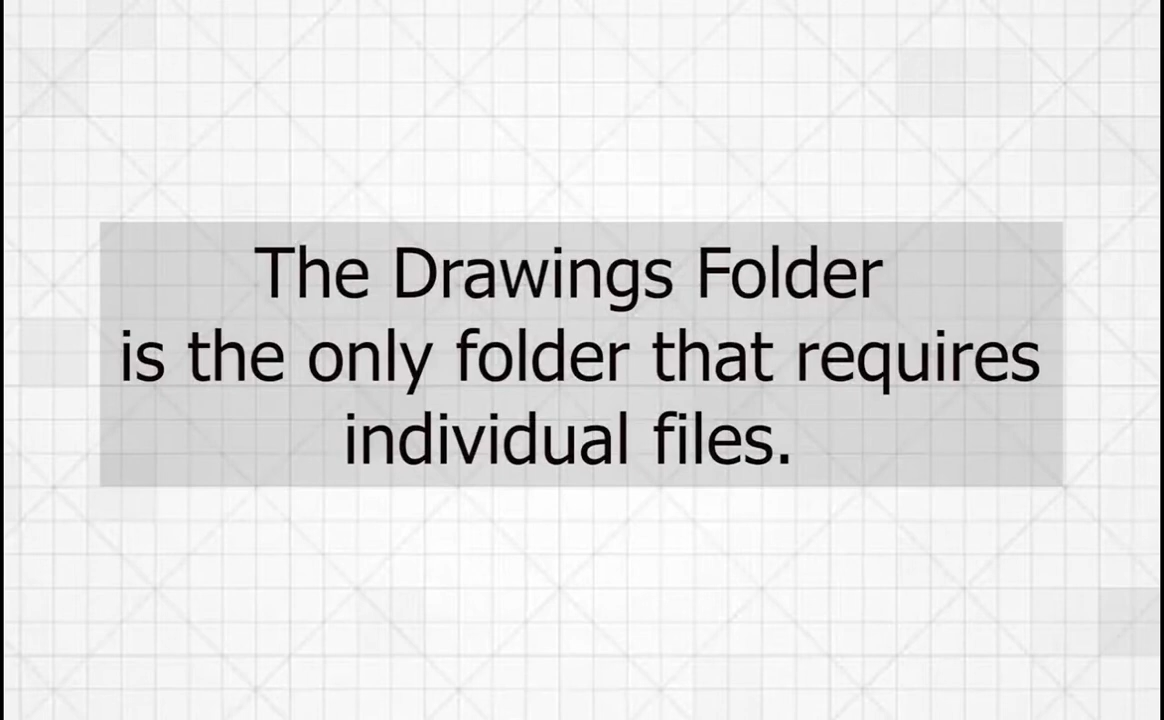 The Drawings Folder
is the only folder that requires
individual files.